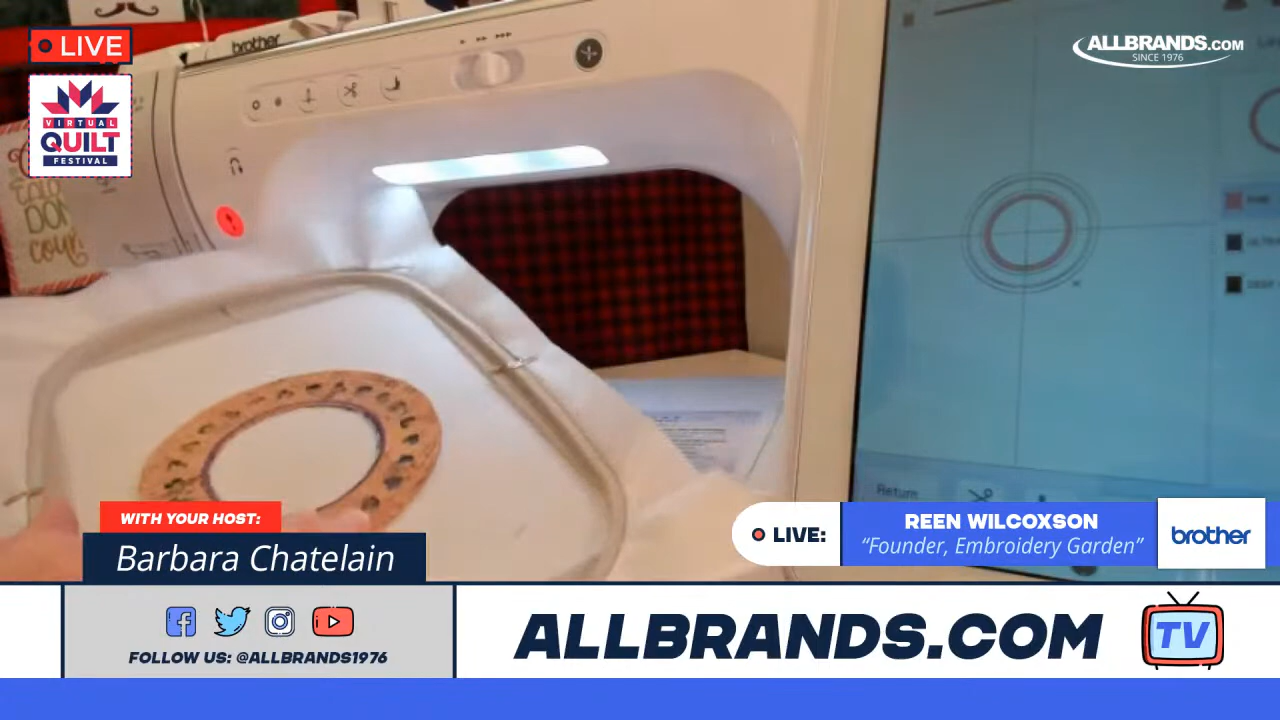 LIVE
VIRTUAL
QUILT
FESTIVAL
brother
ALLBRANDS.COM
SINCE 1976
Return
WITH YOUR HOST:
Barbara Chatelain
LIVE:
REEN WILCOXSON
“Founder, Embroidery Garden”
brother
FOLLOW US: @ALLBRANDS1976
ALLBRANDS.COM
TV